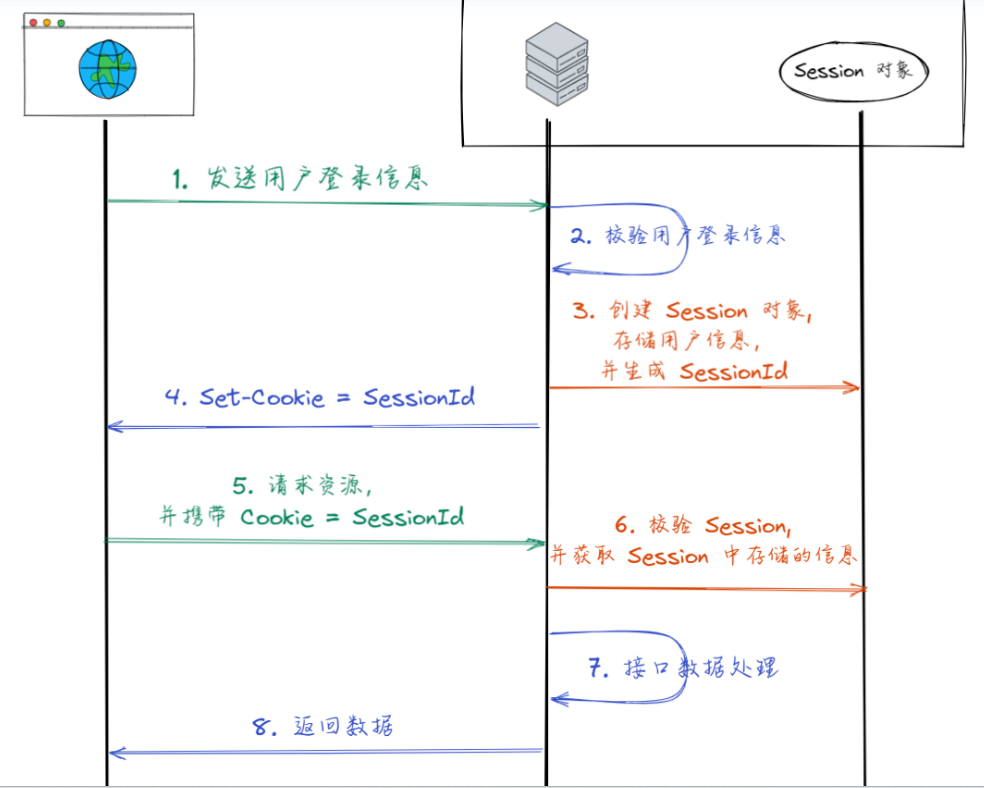 Session 对象
1. 发送用户登录信息
2. 校验用户登录信息
3. 创建 Session 对象,
存储用户信息,
并生成 SessionId
4. Set-Cookie = SessionId
5. 请求资源,
并携带 Cookie = SessionId
6. 校验 Session,
并获取 Session 中存储的信息
7. 接口数据处理
8. 返回数据